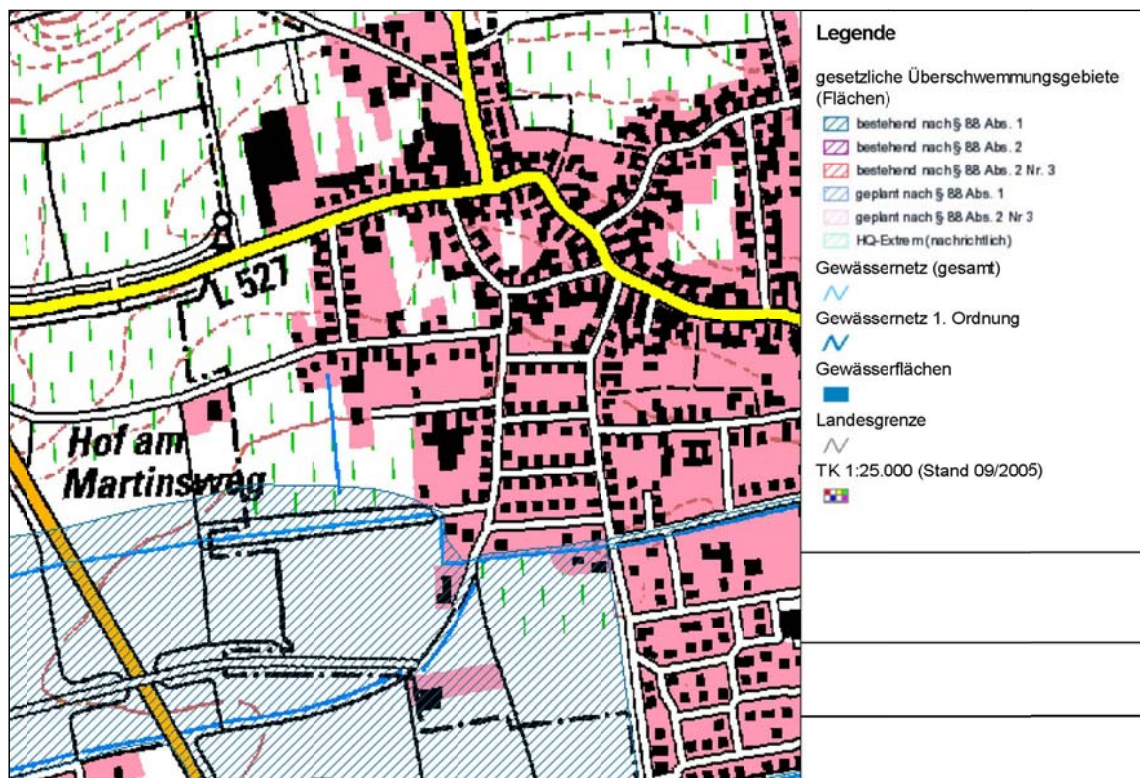 L 527
Hof am
Martinsweg
Legende
gesetzliche Überschwemmungsgebiete
(Flächen)
bestehend nach § 88 Abs. 1
bestehend nach § 88 Abs. 2
bestehend nach § 88 Abs. 2 Nr. 3
geplant nach § 88 Abs. 1
geplant nach § 88 Abs. 2 Nr 3
HQ-Extrem (nachrichtlich)
Gewässernetz (gesamt)
Gewässernetz 1. Ordnung
Gewässerflächen
Landesgrenze
TK 1:25.000 (Stand 09/2005)